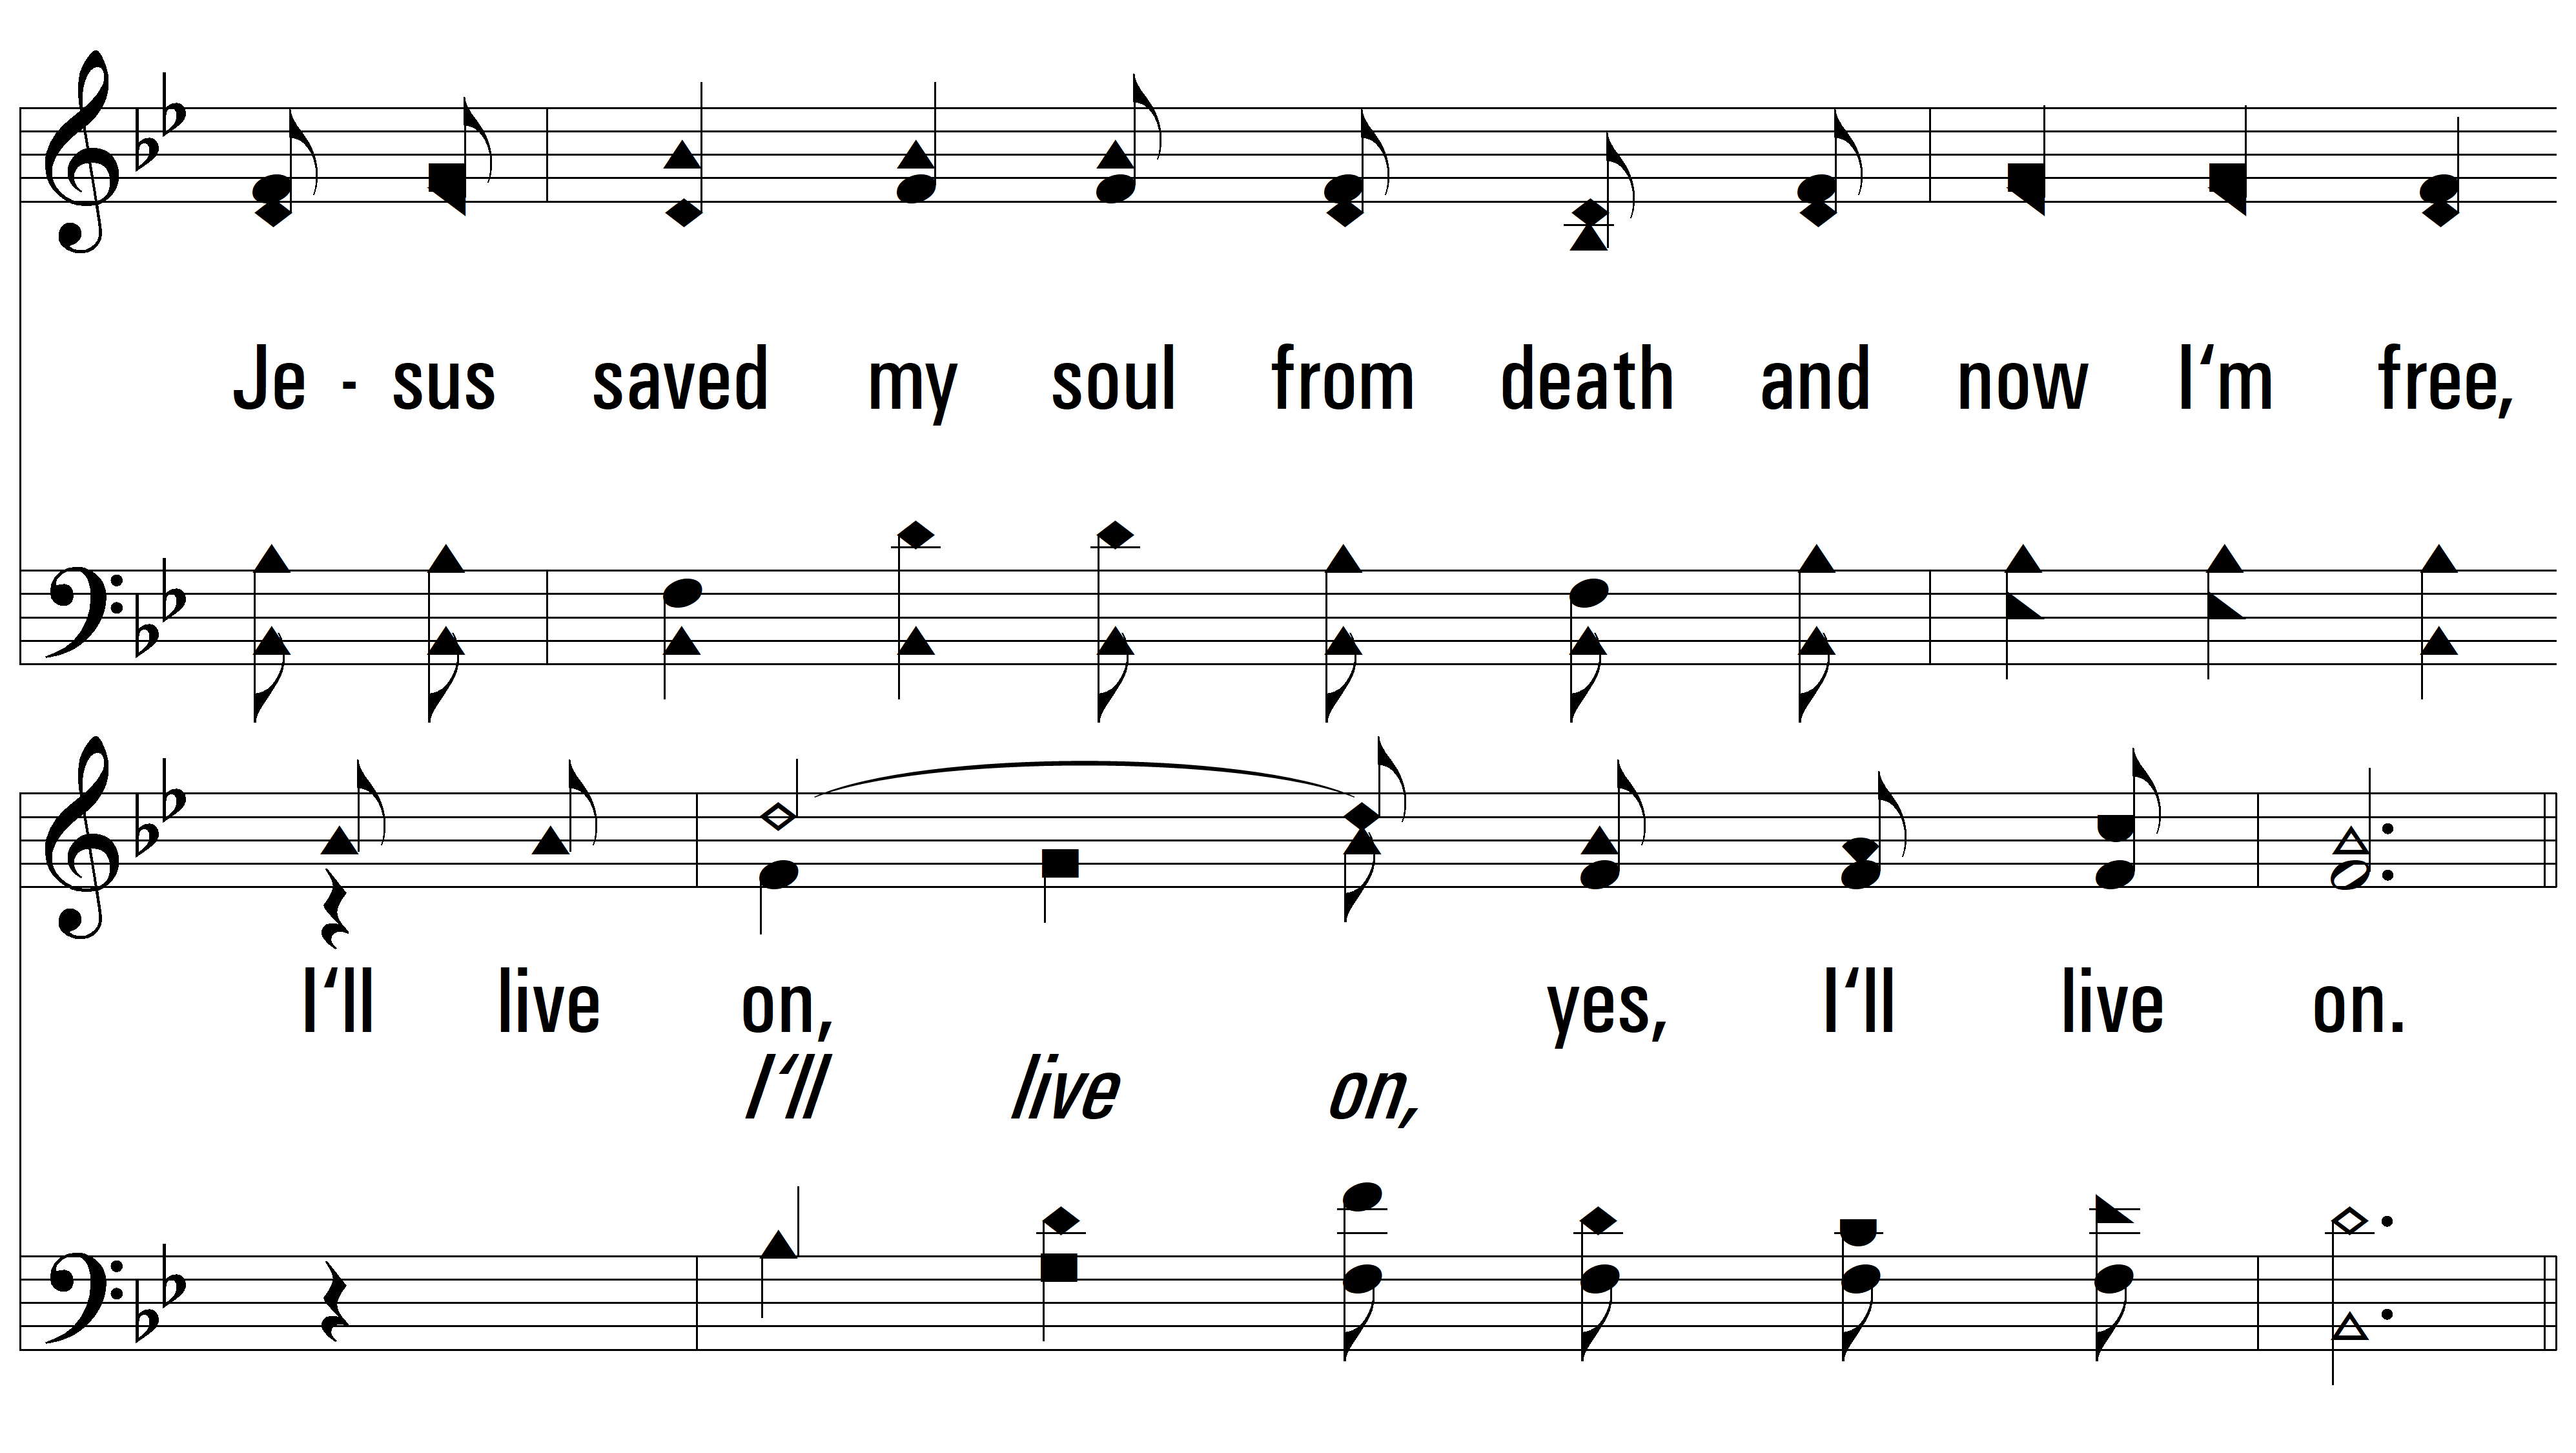 Je - sus saved my soul from death and now I‘m free,
I‘ll live on, yes, I‘ll live on.
I‘ll live on,